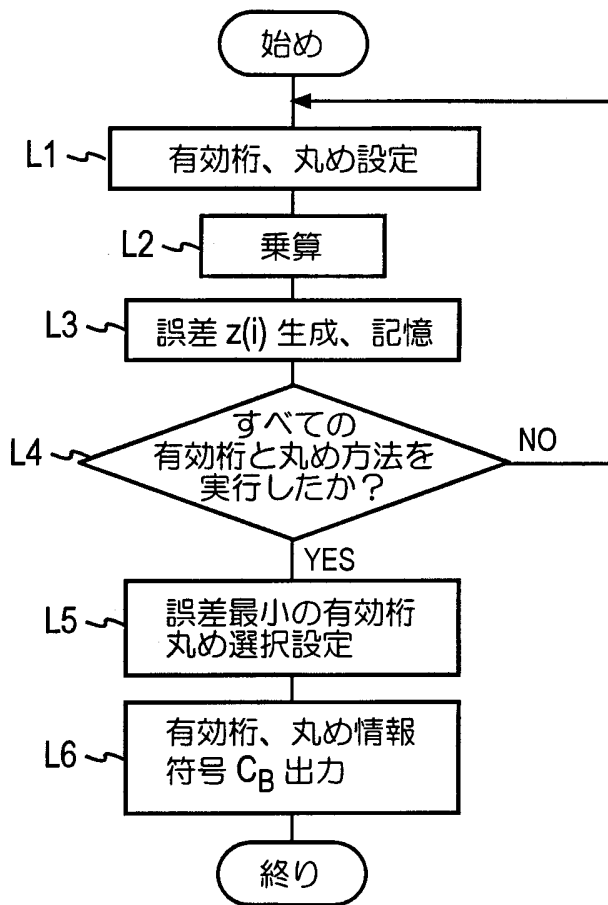 始め
L1
有効桁、丸め設定
L2
乗算
L3
誤差 z(i) 生成、記憶
L4
すべての
有効桁と丸め方法を
実行したか？
NO
YES
L5
誤差最小の有効桁
丸め選択設定
L6
有効桁、丸め情報
符号 CB 出力
終り